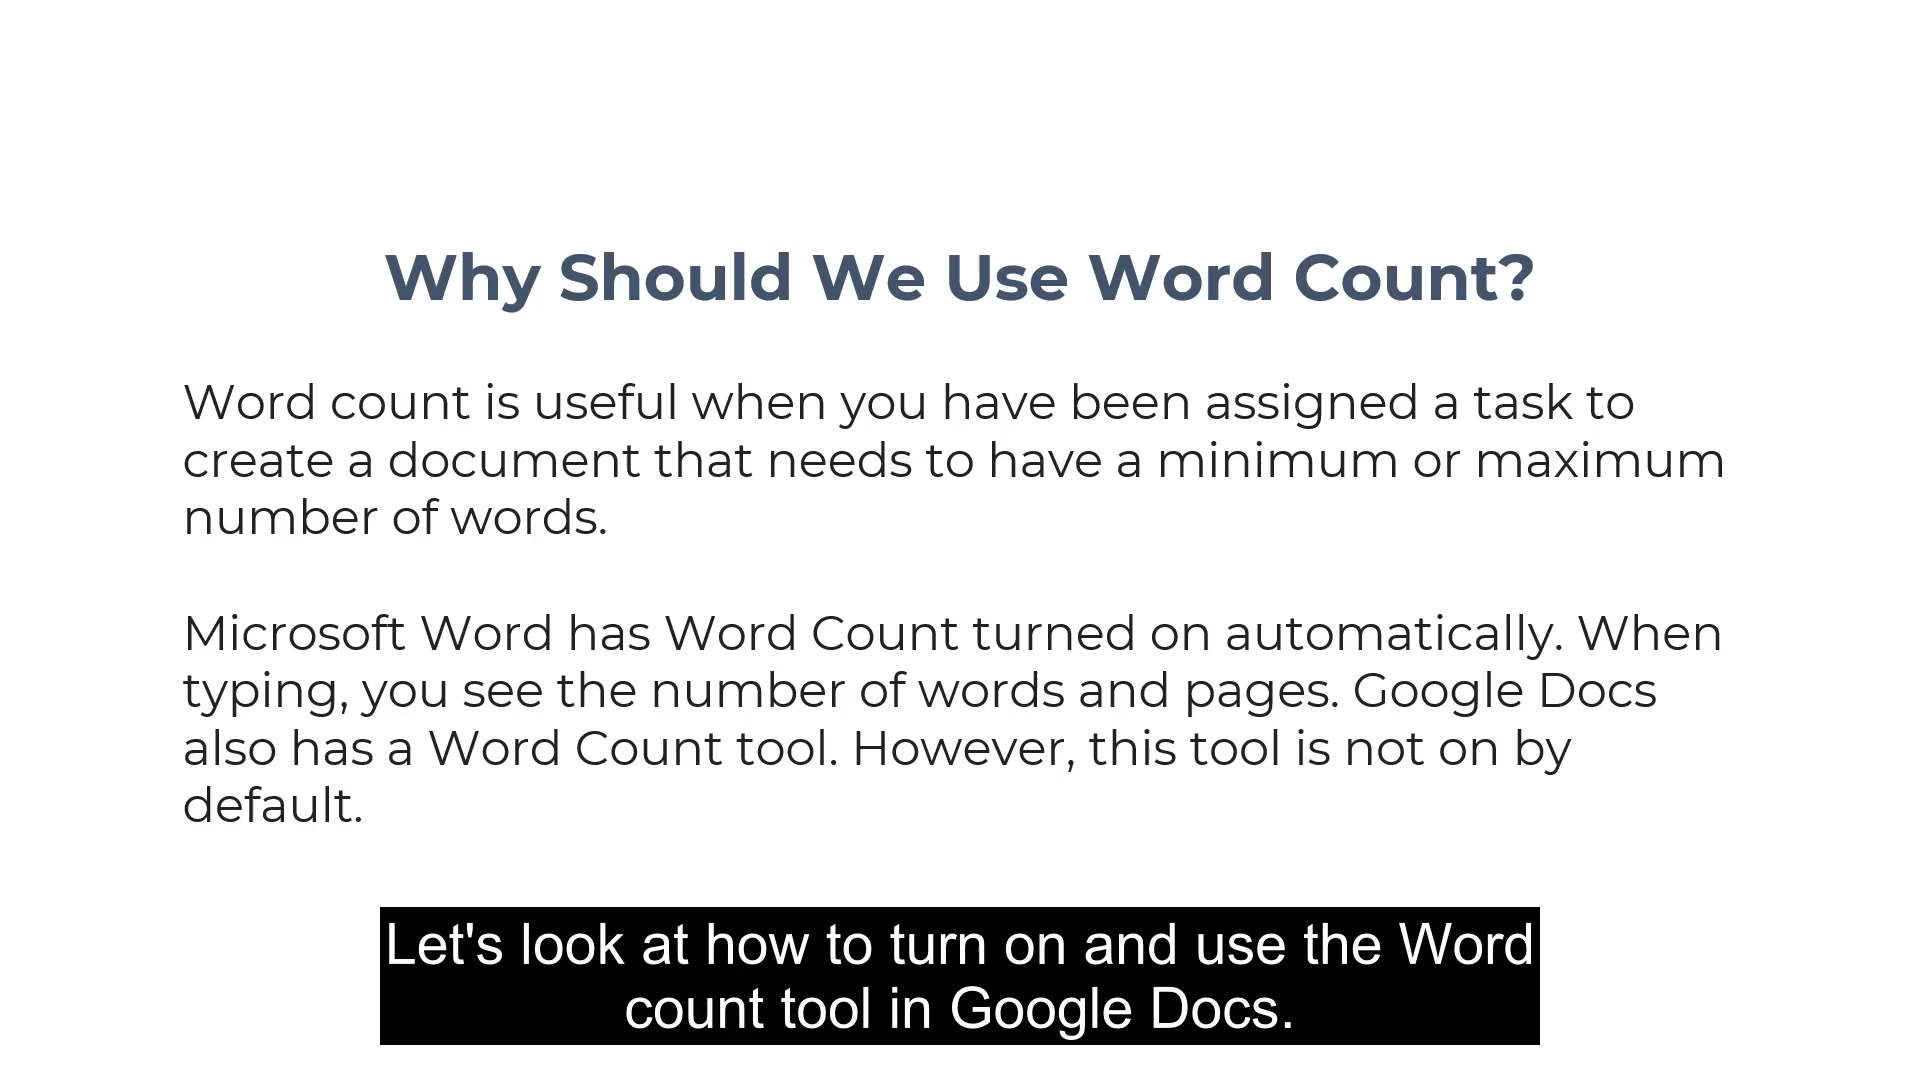 Why Should We Use Word Count?
Word count is useful when you have been assigned a task to
create a document that needs to have a minimum or maximum
number of words.
Microsoft Word has Word Count turned on automatically. When
typing, you see the number of words and pages. Google Docs
also has a Word Count tool. However, this tool is not on by
default.
Let's look at how to turn on and use the Word
count tool in Google Docs.